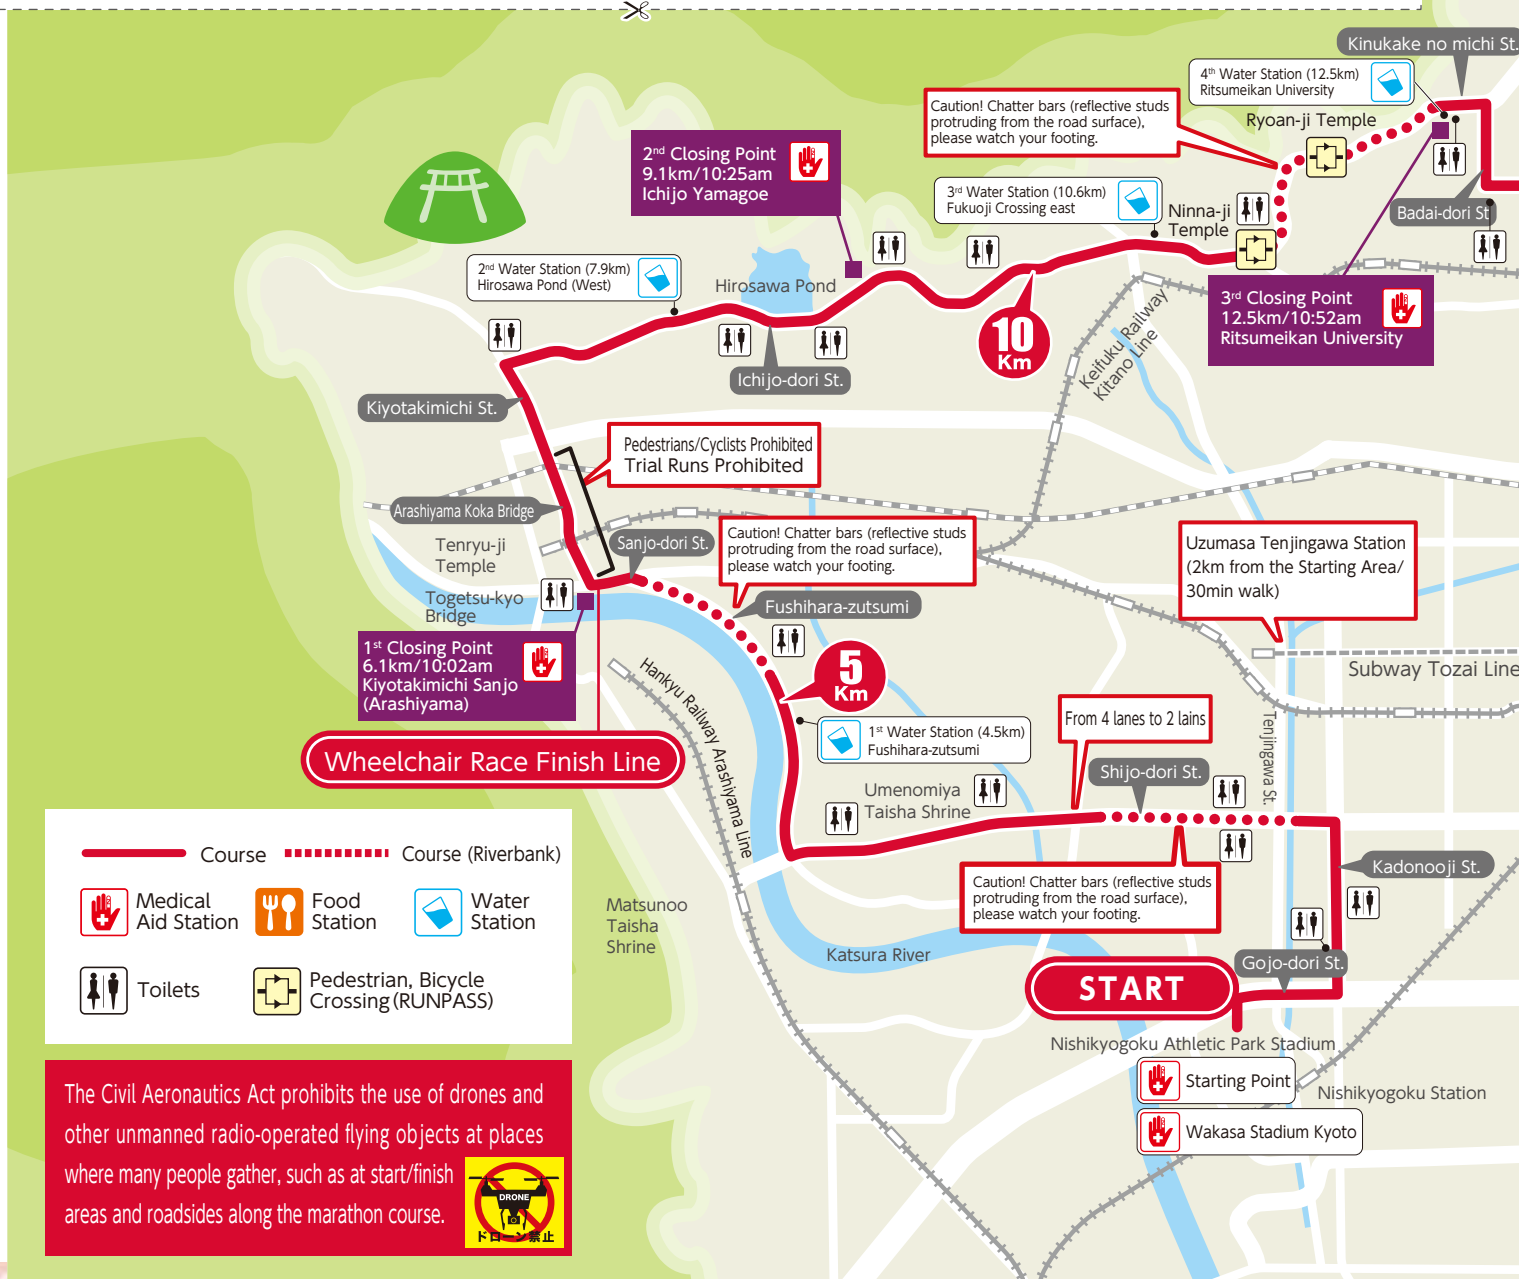 Kinukake no michi St.
4th Water Station (12.5km)
Ritsumeikan University
Caution! Chatter bars (reflective studs
protruding from the road surface),
please watch your footing.
Ryoan-ji Temple
2nd Closing Point
9.1km/10:25am
Ichijo Yamagoe
3rd Water Station (10.6km)
Fukuoji Crossing east
Ninna-ji
Temple
Badai-dori St
2nd Water Station (7.9km)
Hirosawa Pond (West)
Hirosawa Pond
3rd Closing Point
12.5km/10:52am
Ritsumeikan University
10
Km
Keifuku Railway
Kitano Line
Ichijo-dori St.
Kiyotakimichi St.
Pedestrians/Cyclists Prohibited
Trial Runs Prohibited
Arashiyama Koka Bridge
Sanjo-dori St.
Caution! Chatter bars (reflective studs
protruding from the road surface),
please watch your footing.
Uzumasa Tenjingawa Station
(2km from the Starting Area/
30min walk)
Tenryu-ji
Temple
Togetsu-kyo
Bridge
Fushihara-zutsumi
1st Closing Point
6.1km/10:02am
Kiyotakimichi Sanjo
(Arashiyama)
5
Km
Subway Tozai Line
Hankyu Railway Arashiyama Line
1st Water Station (4.5km)
Fushihara-zutsumi
From 4 lanes to 2 lains
Tenjingawa St.
Wheelchair Race Finish Line
Shijo-dori St.
Umenomiya
Taisha Shrine
Course
Course (Riverbank)
Medical
Aid Station
Food
Station
Water
Station
Toilets
Pedestrian, Bicycle
Crossing (RUNPASS)
Kadonooji St.
Caution! Chatter bars (reflective studs
protruding from the road surface),
please watch your footing.
Matsunoo
Taisha
Shrine
Katsura River
Gojo-dori St.
START
Nishikyogoku Athletic Park Stadium
Starting Point
Nishikyogoku Station
Wakasa Stadium Kyoto
The Civil Aeronautics Act prohibits the use of drones and
other unmanned radio-operated flying objects at places
where many people gather, such as at start/finish
areas and roadsides along the marathon course.
DRONE
ドローン禁止